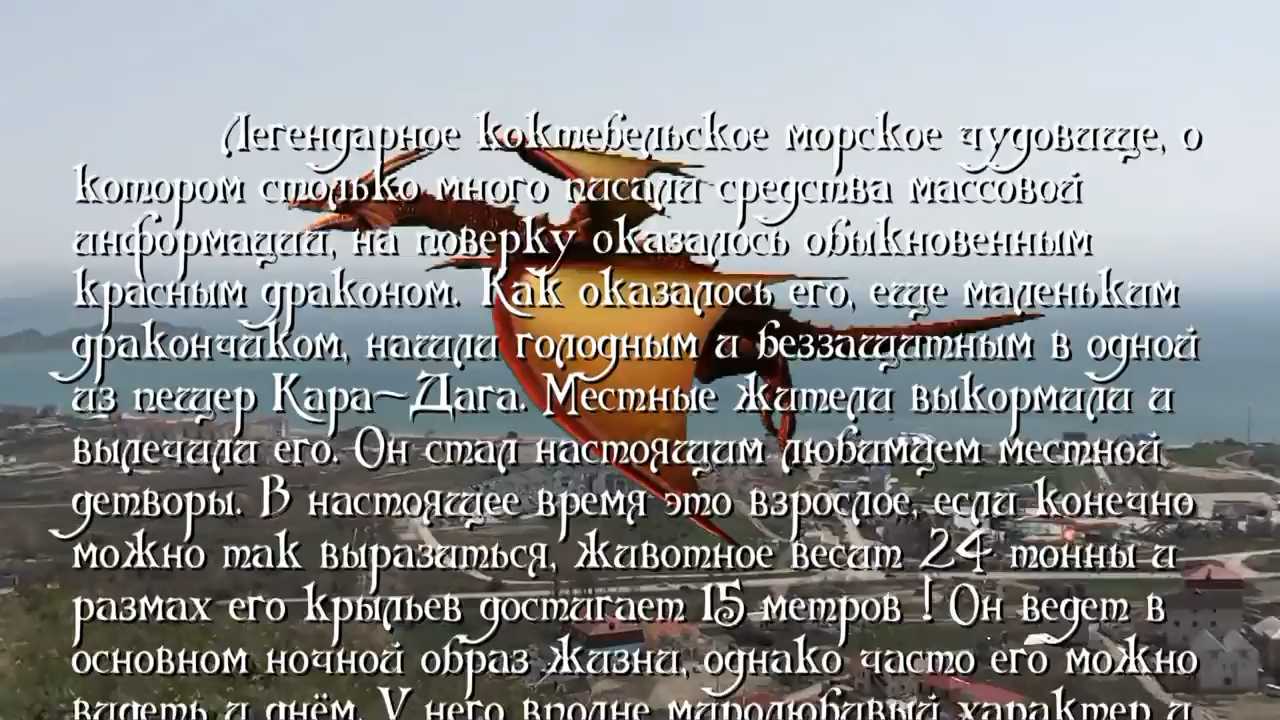 Легендарное коктебельское морское чудовище, о
котором столько много писали средства массовой
информации, на поверку оказалось обыкновенным
красным драконом. Как оказалось его, еще маленьким
дракончиком, нашли голодным и беззащитным в одной
из пещер Кара~Дага. Местные жители выкормили и
вылечили его. Он стал настоящим любимцем местной
детворы. В настоящее время это взрослое, если конечно
можно так выразиться, животное весит 24 тонны и
размах его крыльев достигает 15 метров ! Он ведет в
основном ночной образ жизни, однако часто его можно
видеть и днём. У него вполне миролюбивый характер и